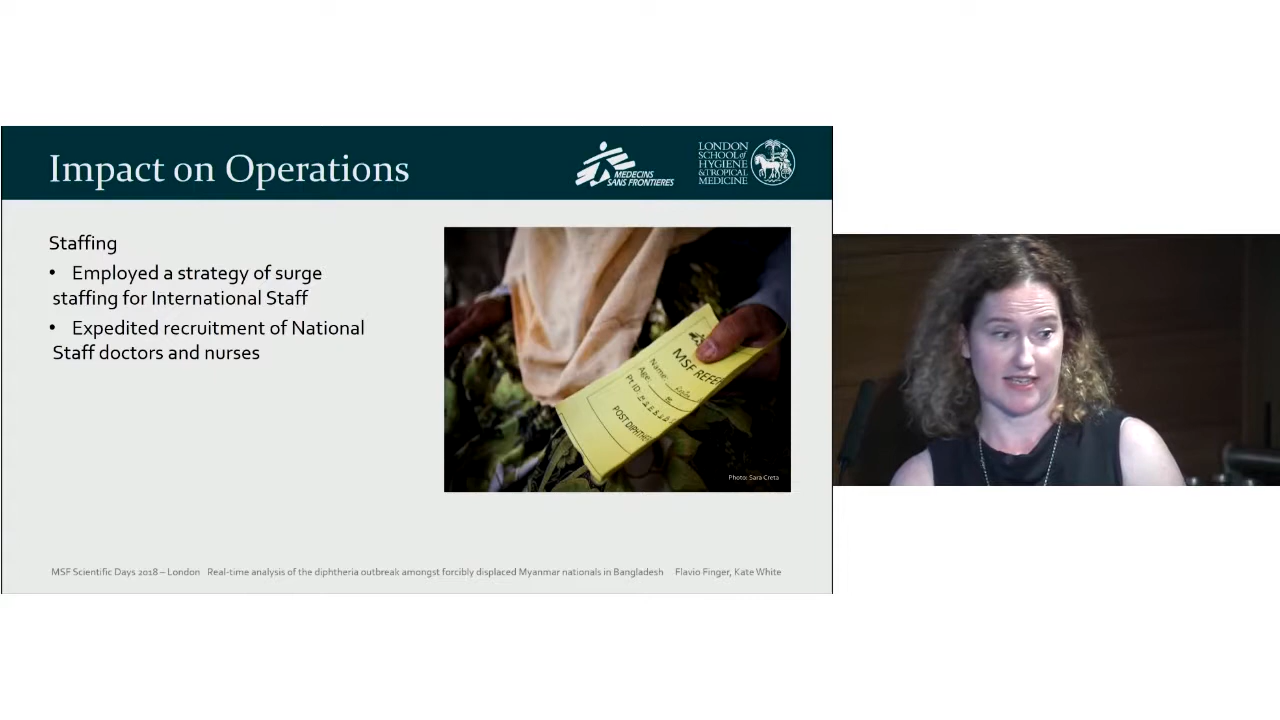 Impact on Operations
MEDECINS
SANS FRONTIERES
LONDON
SCHOOL of
HYGIENE
& TROPICAL
MEDICINE
Staffing
• Employed a strategy of surge
staffing for International Staff
• Expedited recruitment of National
Staff doctors and nurses
MSF REFE
Name:
Age:
Pt ID:
POST DIPHTHE
Photo: Sara Creta
MSF Scientific Days 2018 – London Real-time analysis of the diphtheria outbreak amongst forcibly displaced Myanmar nationals in Bangladesh Flavio Finger, Kate White